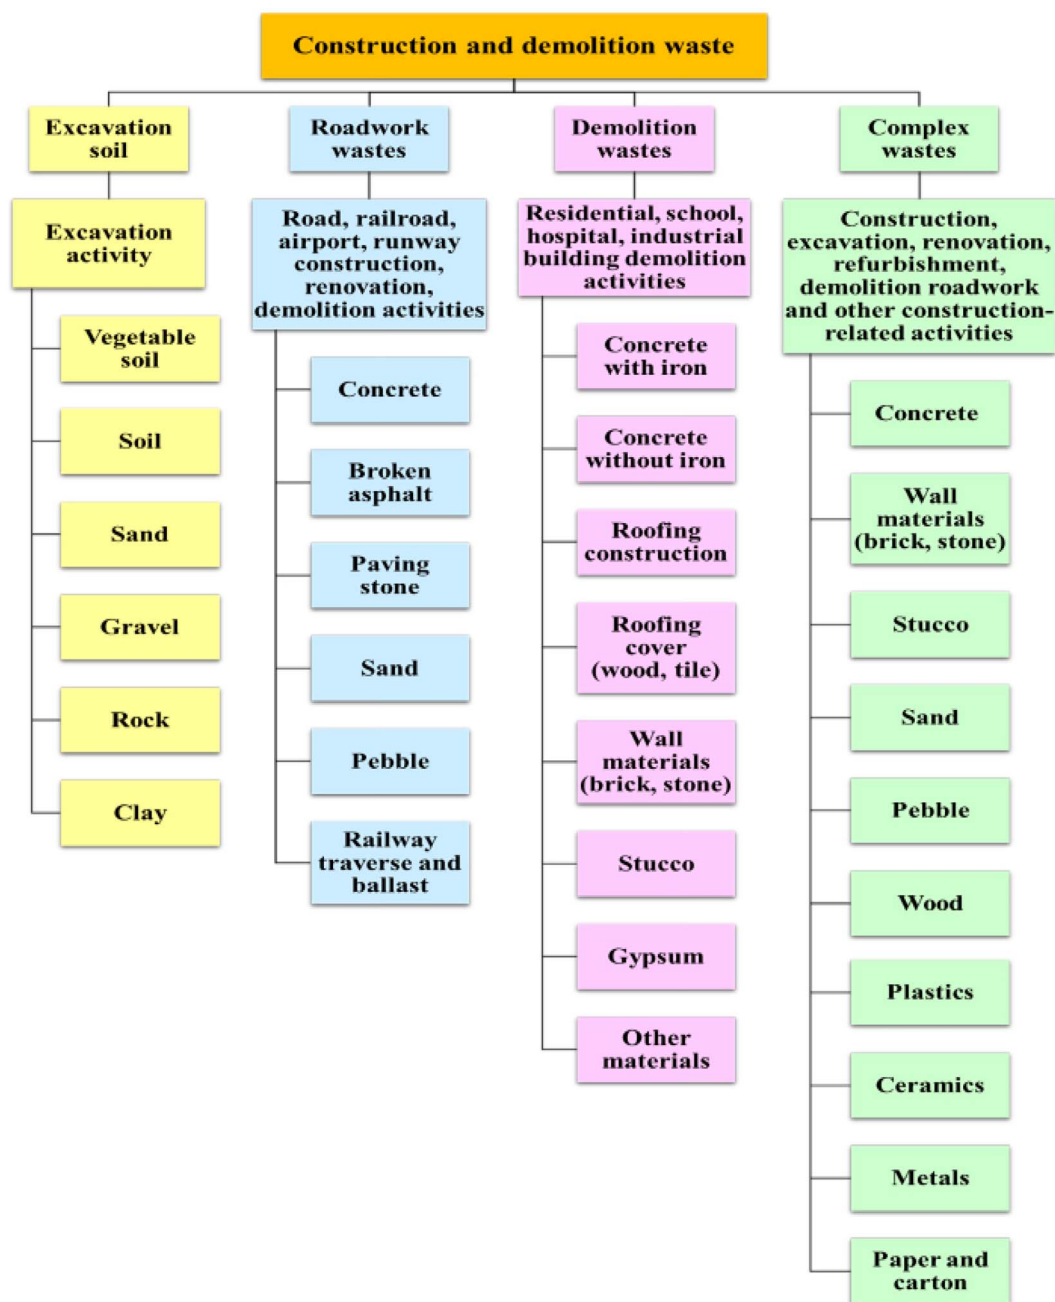 Construction and demolition waste
Excavation
soil
Excavation
activity
Vegetable
soil
Soil
Sand
Gravel
Rock
Clay
Roadwork
wastes
Road, railroad,
airport, runway
construction,
renovation,
demolition activities
Concrete
Broken
asphalt
Paving
stone
Sand
Pebble
Railway
traverse and
ballast
Demolition
wastes
Residential, school,
hospital, industrial
building demolition
activities
Concrete
with iron
Concrete
without iron
Roofing
construction
Roofing
cover
(wood, tile)
Wall
materials
(brick, stone)
Stucco
Gypsum
Other
materials
Complex
wastes
Construction,
excavation, renovation,
refurbishment,
demolition roadwork
and other construction-
related activities
Concrete
Wall
materials
(brick, stone)
Stucco
Sand
Pebble
Wood
Plastics
Ceramics
Metals
Paper and
carton